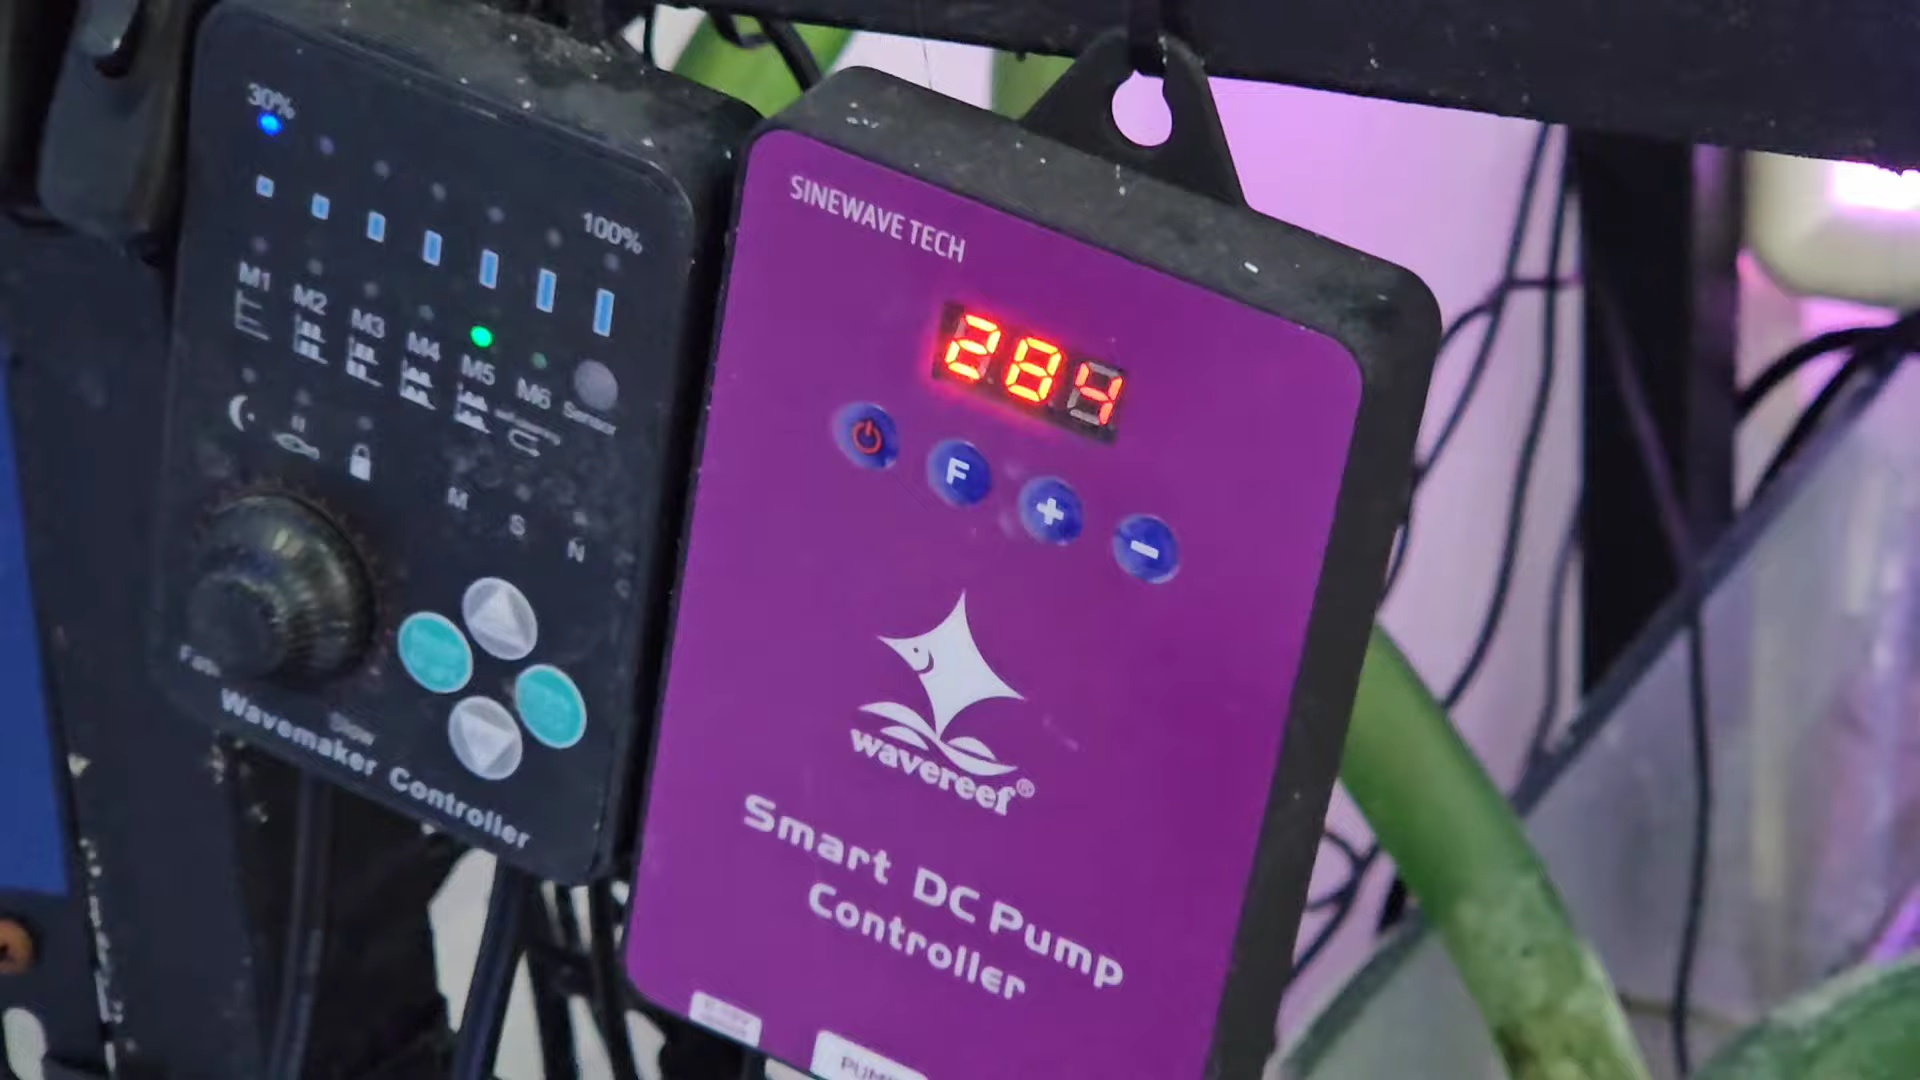 30%
100%
M1
M2
M3
M4
M5
M6
Sensor
M
S
N
Slow
Wavemaker Controller
SINEWAVE TECH
284
F
+
-
wavereef®
Smart DC Pump
Controller